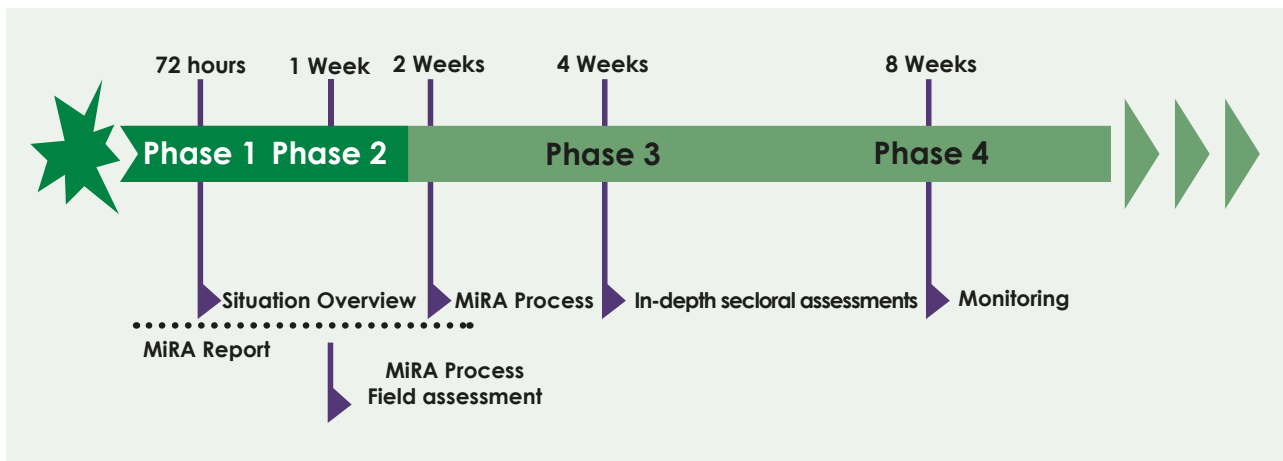 72 hours
1 Week
2 Weeks
4 Weeks
8 Weeks
Phase 1
Phase 2
Phase 3
Phase 4
Situation Overview
MiRA Process
In-depth secloral assessments
Monitoring
MiRA Report
MiRA Process
Field assessment